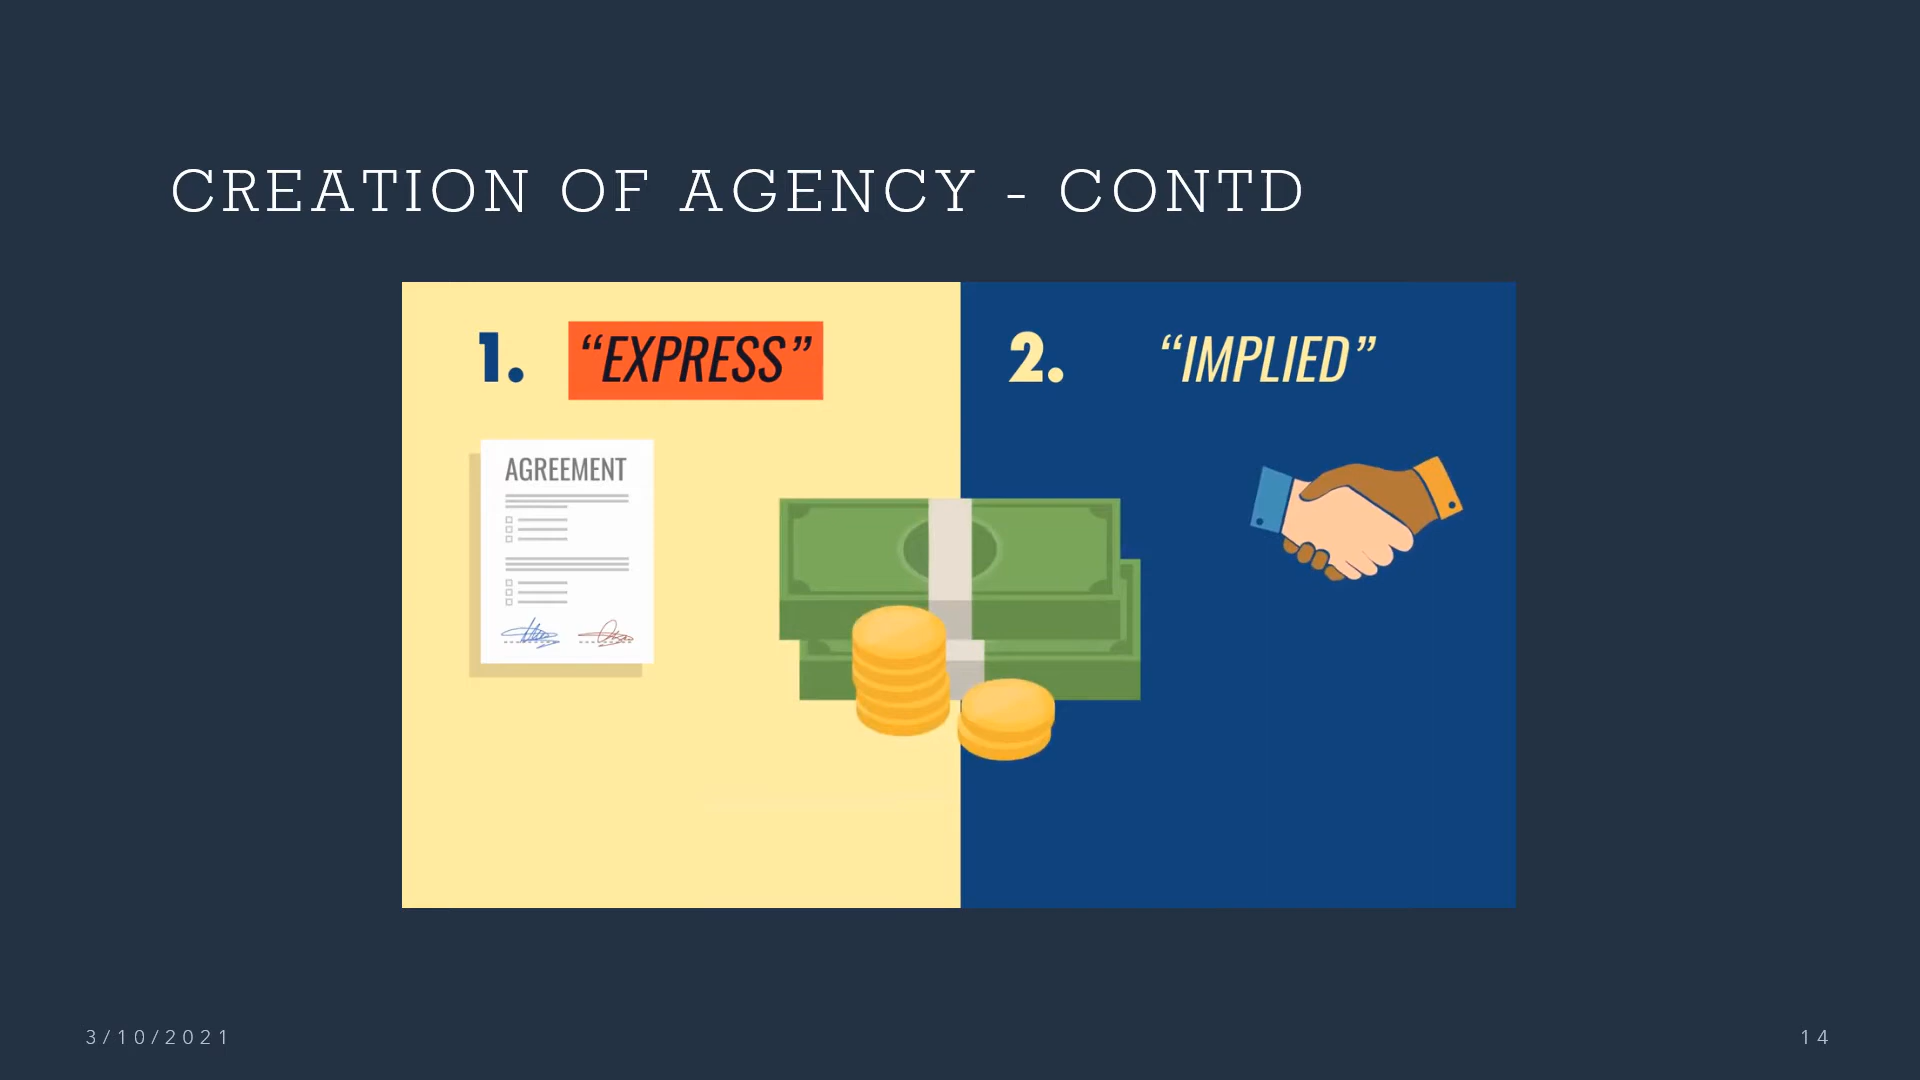 CREATION OF AGENCY - CONTD
1. “EXPRESS”
2. “IMPLIED”
AGREEMENT
3/10/2021
14